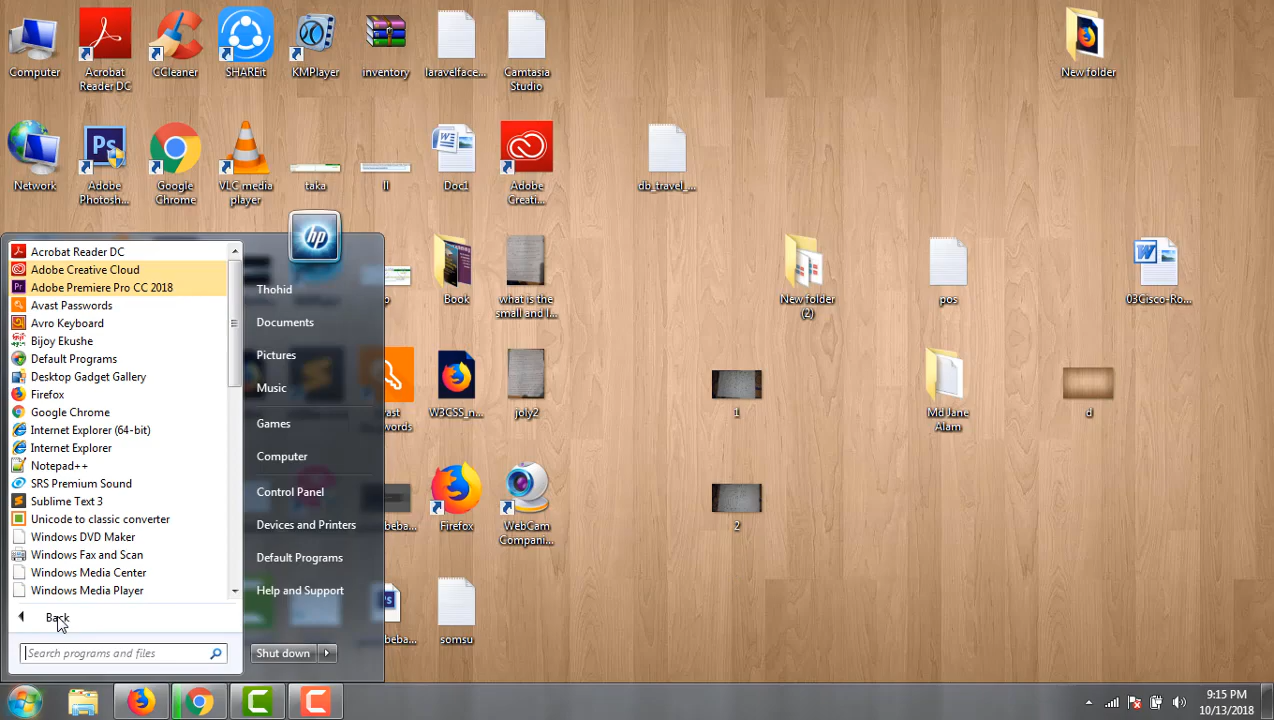 Computer
Acrobat
Reader DC
CCleaner
SHAREit
KMPlayer
inventory
laravelface...
Camtasia
Studio
New folder
Network
Adobe
Photosh...
Google
Chrome
VLC media
player
taka
ll
Doc1
Adobe
Creati...
db_travel_...
Book
what is the
small and l...
New folder
(2)
pos
03Cisco-Ro...
W3CSS_n...
joly2
1
Md Jane
Alam
d
Firefox
WebCam
Compani...
2
somsu
Acrobat Reader DC
Adobe Creative Cloud
Adobe Premiere Pro CC 2018
Avast Passwords
Avro Keyboard
Bijoy Ekushe
Default Programs
Desktop Gadget Gallery
Firefox
Google Chrome
Internet Explorer (64-bit)
Internet Explorer
Notepad++
SRS Premium Sound
Sublime Text 3
Unicode to classic converter
Windows DVD Maker
Windows Fax and Scan
Windows Media Center
Windows Media Player
Back
Search programs and files
hp
Thohid
Documents
Pictures
Music
Games
Computer
Control Panel
Devices and Printers
Default Programs
Help and Support
Shut down
9:15 PM
10/13/2018